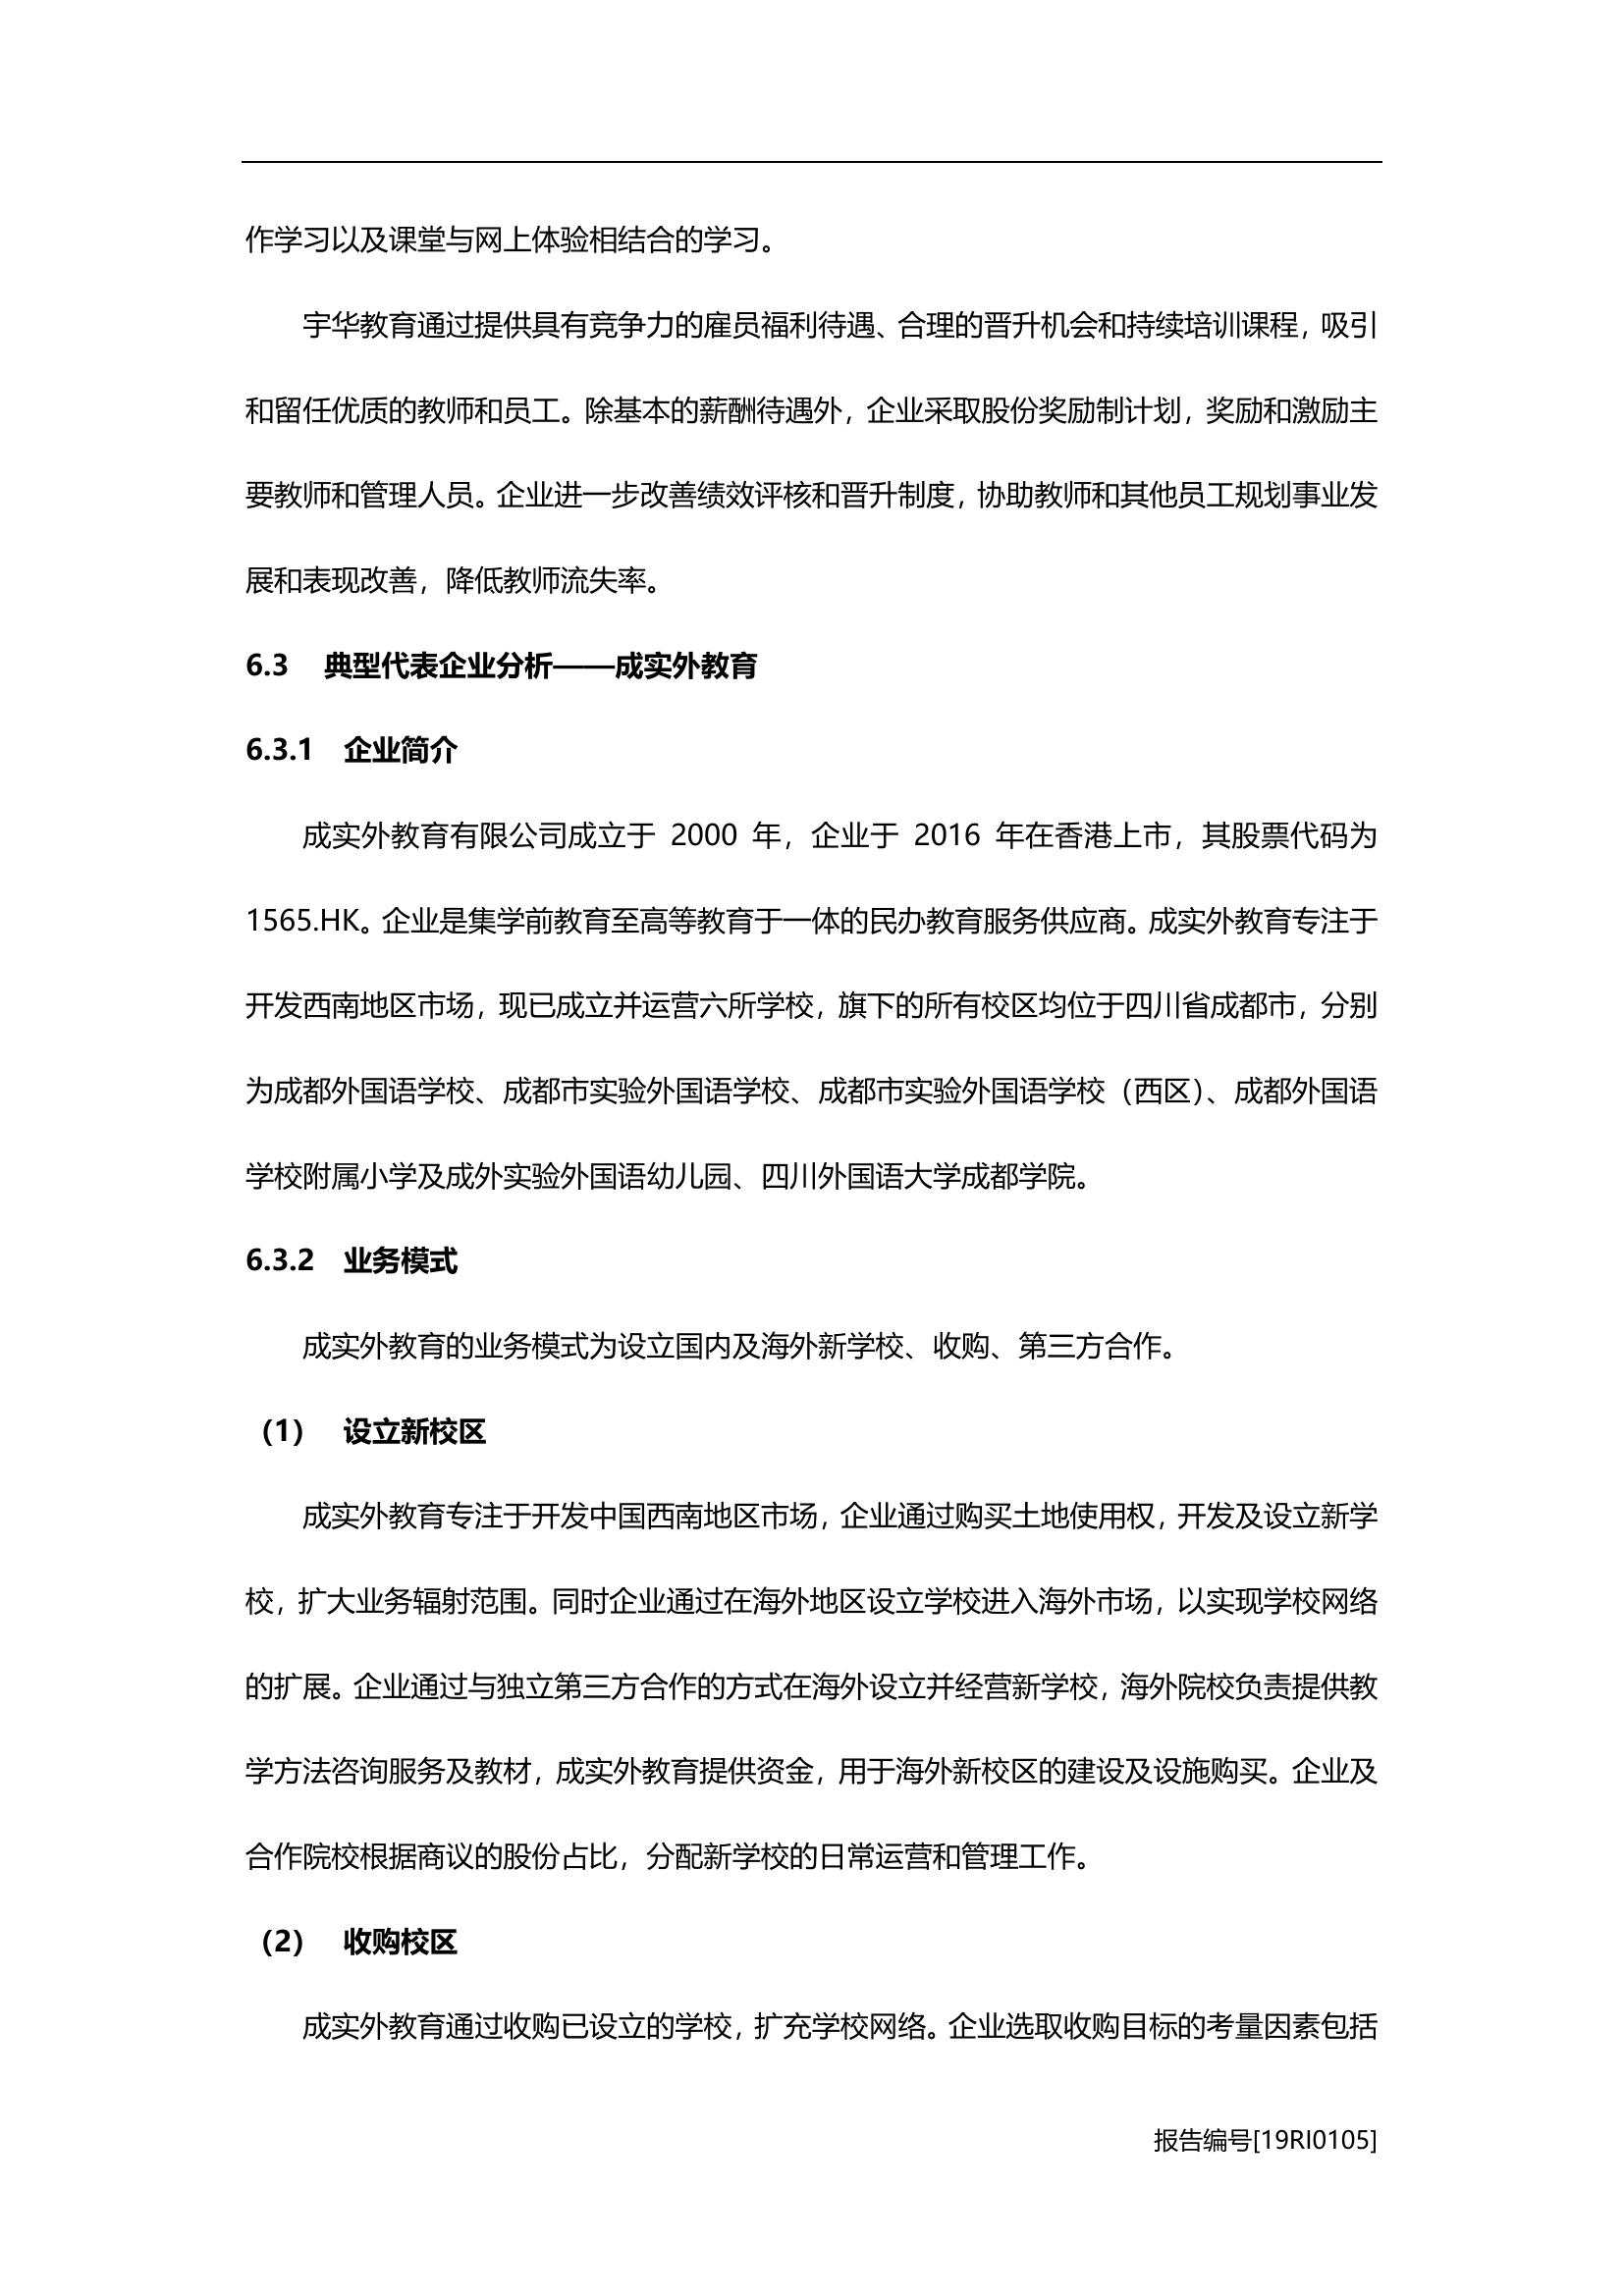 作学习以及课堂与网上体验相结合的学习。
宇华教育通过提供具有竞争力的雇员福利待遇、合理的晋升机会和持续培训课程，吸引
和留任优质的教师和员工。除基本的薪酬待遇外，企业采取股份奖励制计划，奖励和激励主
要教师和管理人员。企业进一步改善绩效评核和晋升制度，协助教师和其他员工规划事业发
展和表现改善，降低教师流失率。
6.3 典型代表企业分析——成实外教育
6.3.1 企业简介
成实外教育有限公司成立于 2000 年，企业于 2016 年在香港上市，其股票代码为
1565.HK。企业是集学前教育至高等教育于一体的民办教育服务供应商。成实外教育专注于
开发西南地区市场，现已成立并运营六所学校，旗下的所有校区均位于四川省成都市，分别
为成都外国语学校、成都市实验外国语学校、成都市实验外国语学校（西区）、成都外国语
学校附属小学及成外实验外国语幼儿园、四川外国语大学成都学院。
6.3.2 业务模式
成实外教育的业务模式为设立国内及海外新学校、收购、第三方合作。
（1） 设立新校区
成实外教育专注于开发中国西南地区市场，企业通过购买土地使用权，开发及设立新学
校，扩大业务辐射范围。同时企业通过在海外地区设立学校进入海外市场，以实现学校网络
的扩展。企业通过与独立第三方合作的方式在海外设立并经营新学校，海外院校负责提供教
学方法咨询服务及教材，成实外教育提供资金，用于海外新校区的建设及设施购买。企业及
合作院校根据商议的股份占比，分配新学校的日常运营和管理工作。
（2） 收购校区
成实外教育通过收购已设立的学校，扩充学校网络。企业选取收购目标的考量因素包括
报告编号[19RI0105]